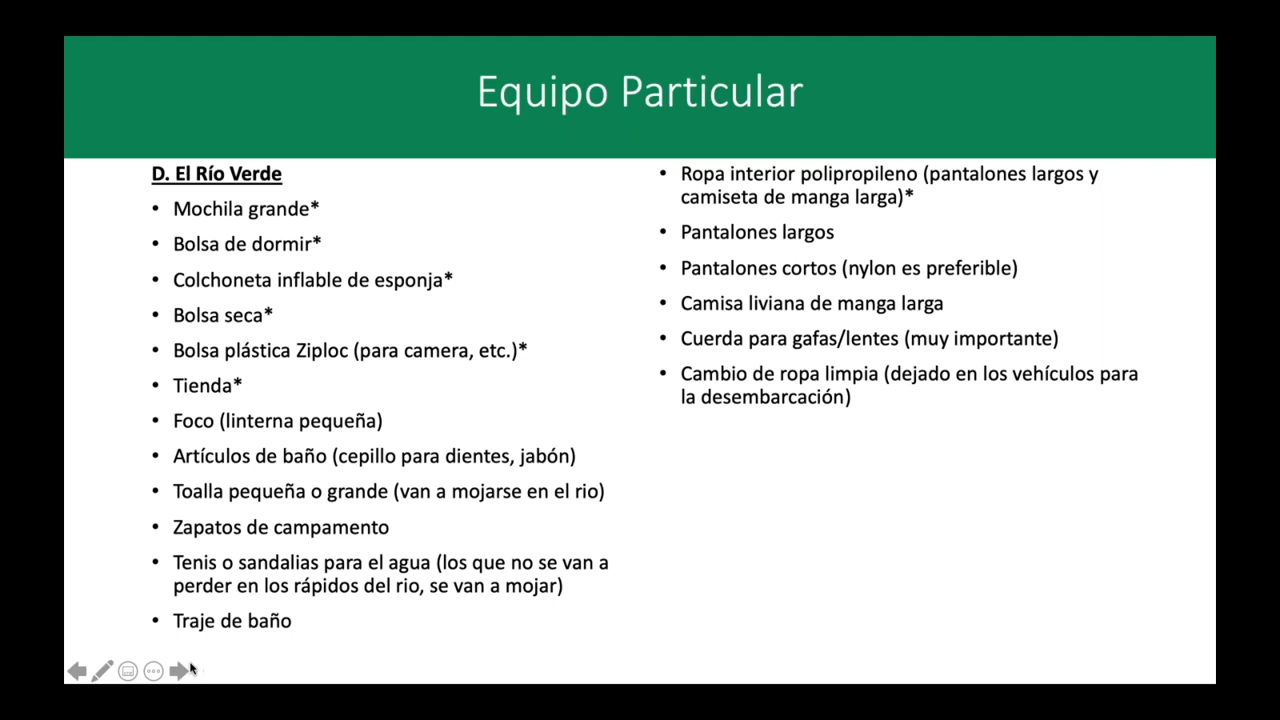 Equipo Particular
D. El Río Verde
• Mochila grande*
• Bolsa de dormir*
• Colchoneta inflable de esponja*
• Bolsa seca*
• Bolsa plástica Ziploc (para camera, etc.)*
• Tienda*
• Foco (linterna pequeña)
• Artículos de baño (cepillo para dientes, jabón)
• Toalla pequeña o grande (van a mojarse en el rio)
• Zapatos de campamento
• Tenis o sandalias para el agua (los que no se van a
perder en los rápidos del rio, se van a mojar)
• Traje de baño
• Ropa interior polipropileno (pantalones largos y
camiseta de manga larga)*
• Pantalones largos
• Pantalones cortos (nylon es preferible)
• Camisa liviana de manga larga
• Cuerda para gafas/lentes (muy importante)
• Cambio de ropa limpia (dejado en los vehículos para
la desembarcación)